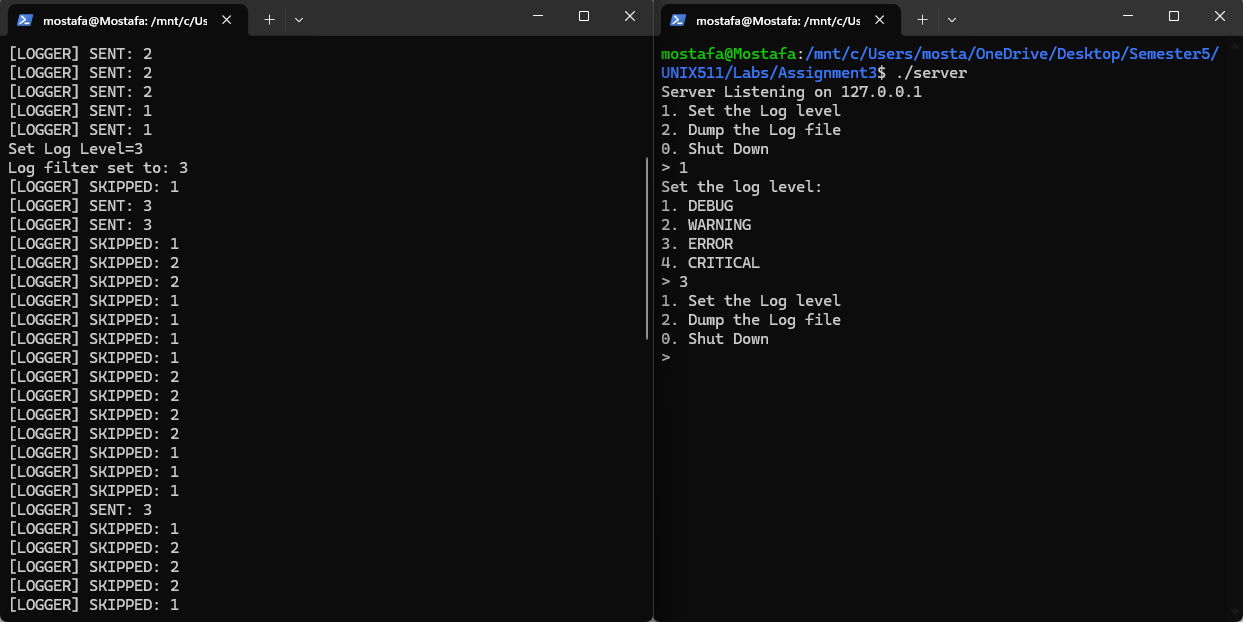 mostafa@Mostafa: /mnt/c/Us
[LOGGER] SENT: 2
[LOGGER] SENT: 2
[LOGGER] SENT: 2
[LOGGER] SENT: 1
[LOGGER] SENT: 1
Set Log Level=3
Log filter set to: 3
[LOGGER] SKIPPED: 1
[LOGGER] SENT: 3
[LOGGER] SENT: 3
[LOGGER] SKIPPED: 1
[LOGGER] SKIPPED: 2
[LOGGER] SKIPPED: 2
[LOGGER] SKIPPED: 1
[LOGGER] SKIPPED: 1
[LOGGER] SKIPPED: 1
[LOGGER] SKIPPED: 1
[LOGGER] SKIPPED: 2
[LOGGER] SKIPPED: 2
[LOGGER] SKIPPED: 2
[LOGGER] SKIPPED: 2
[LOGGER] SKIPPED: 1
[LOGGER] SKIPPED: 1
[LOGGER] SKIPPED: 1
[LOGGER] SENT: 3
[LOGGER] SKIPPED: 1
[LOGGER] SKIPPED: 2
[LOGGER] SKIPPED: 2
[LOGGER] SKIPPED: 2
[LOGGER] SKIPPED: 1
mostafa@Mostafa: /mnt/c/Us
mostafa@Mostafa:/mnt/c/Users/mosta/OneDrive/Desktop/Semester5/
UNIX511/Labs/Assignment3$ ./server
Server Listening on 127.0.0.1
1. Set the Log level
2. Dump the Log file
0. Shut Down
> 1
Set the log level:
1. DEBUG
2. WARNING
3. ERROR
4. CRITICAL
> 3
1. Set the Log level
2. Dump the Log file
0. Shut Down
>